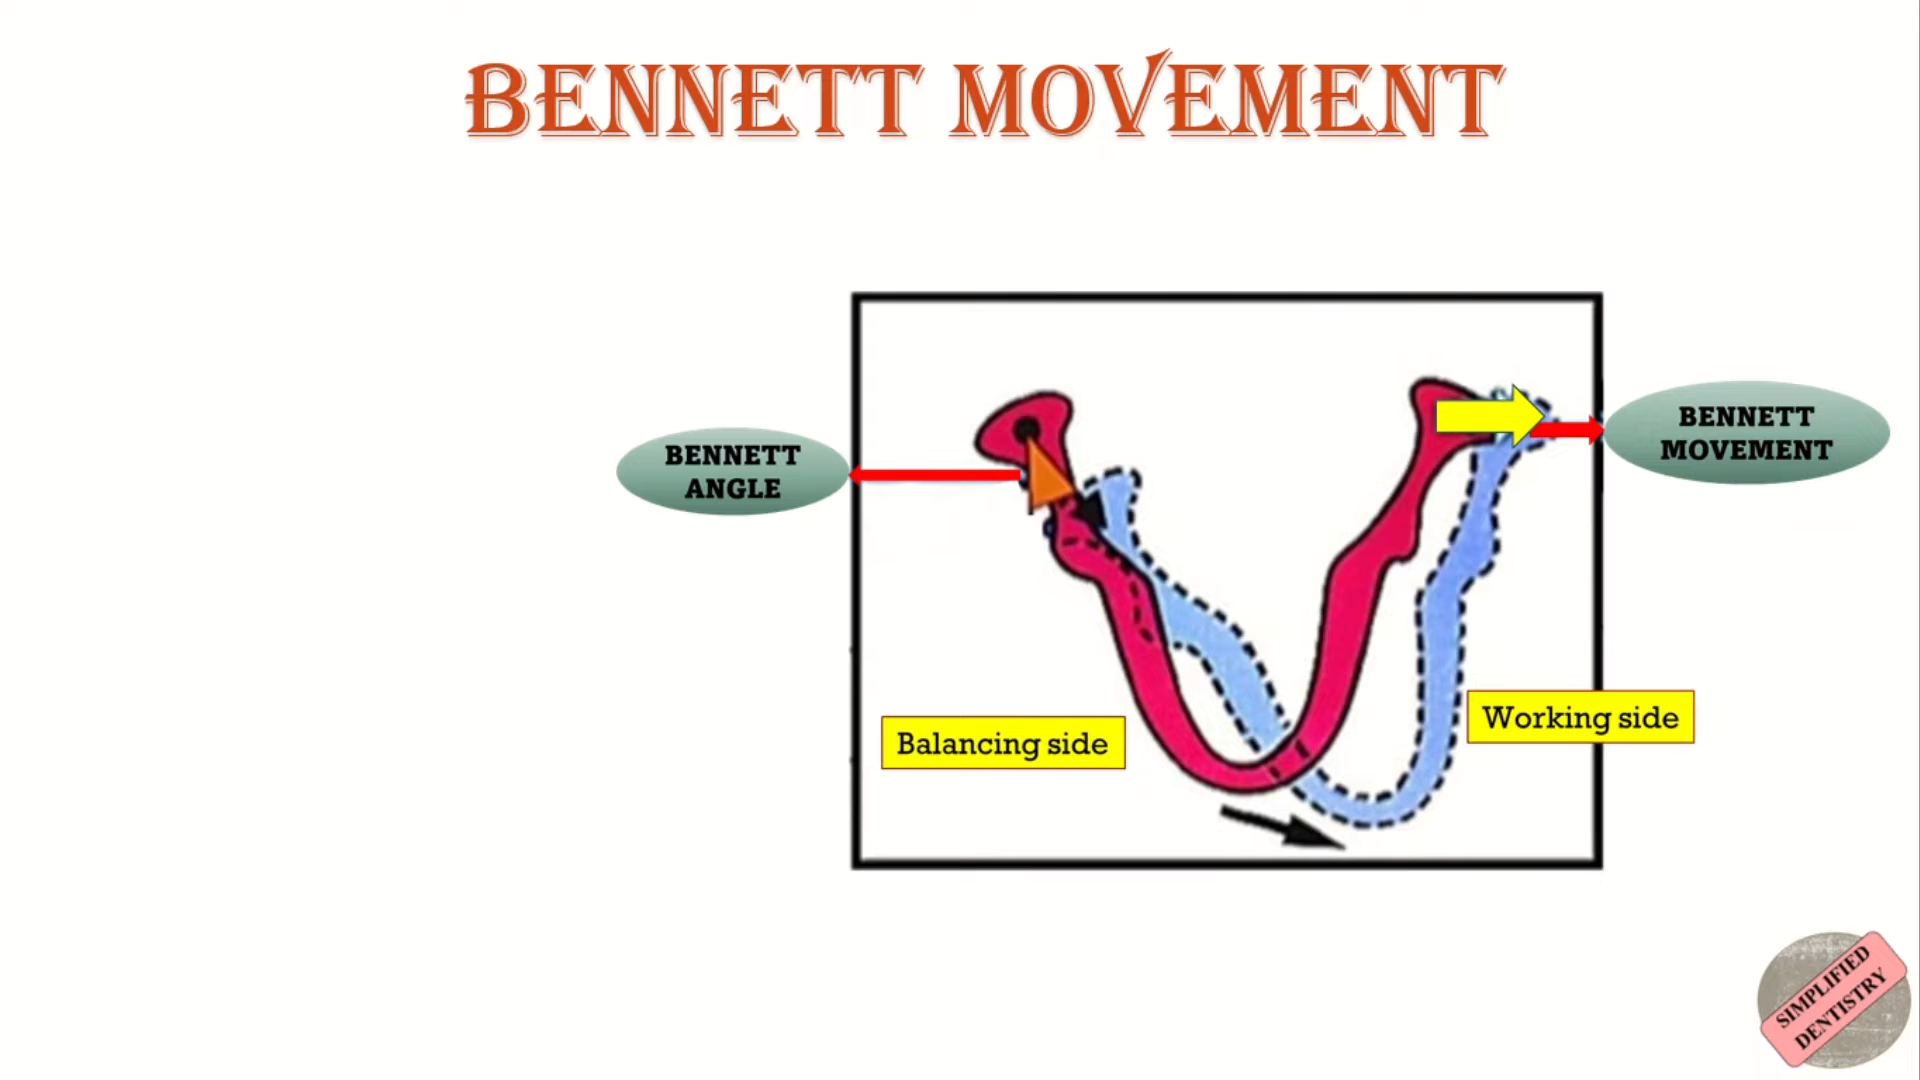 BENNETT MOVEMENT
BENNETT
ANGLE
BENNETT
MOVEMENT
Balancing side
Working side
SIMPLIFIED
DENTISTRY